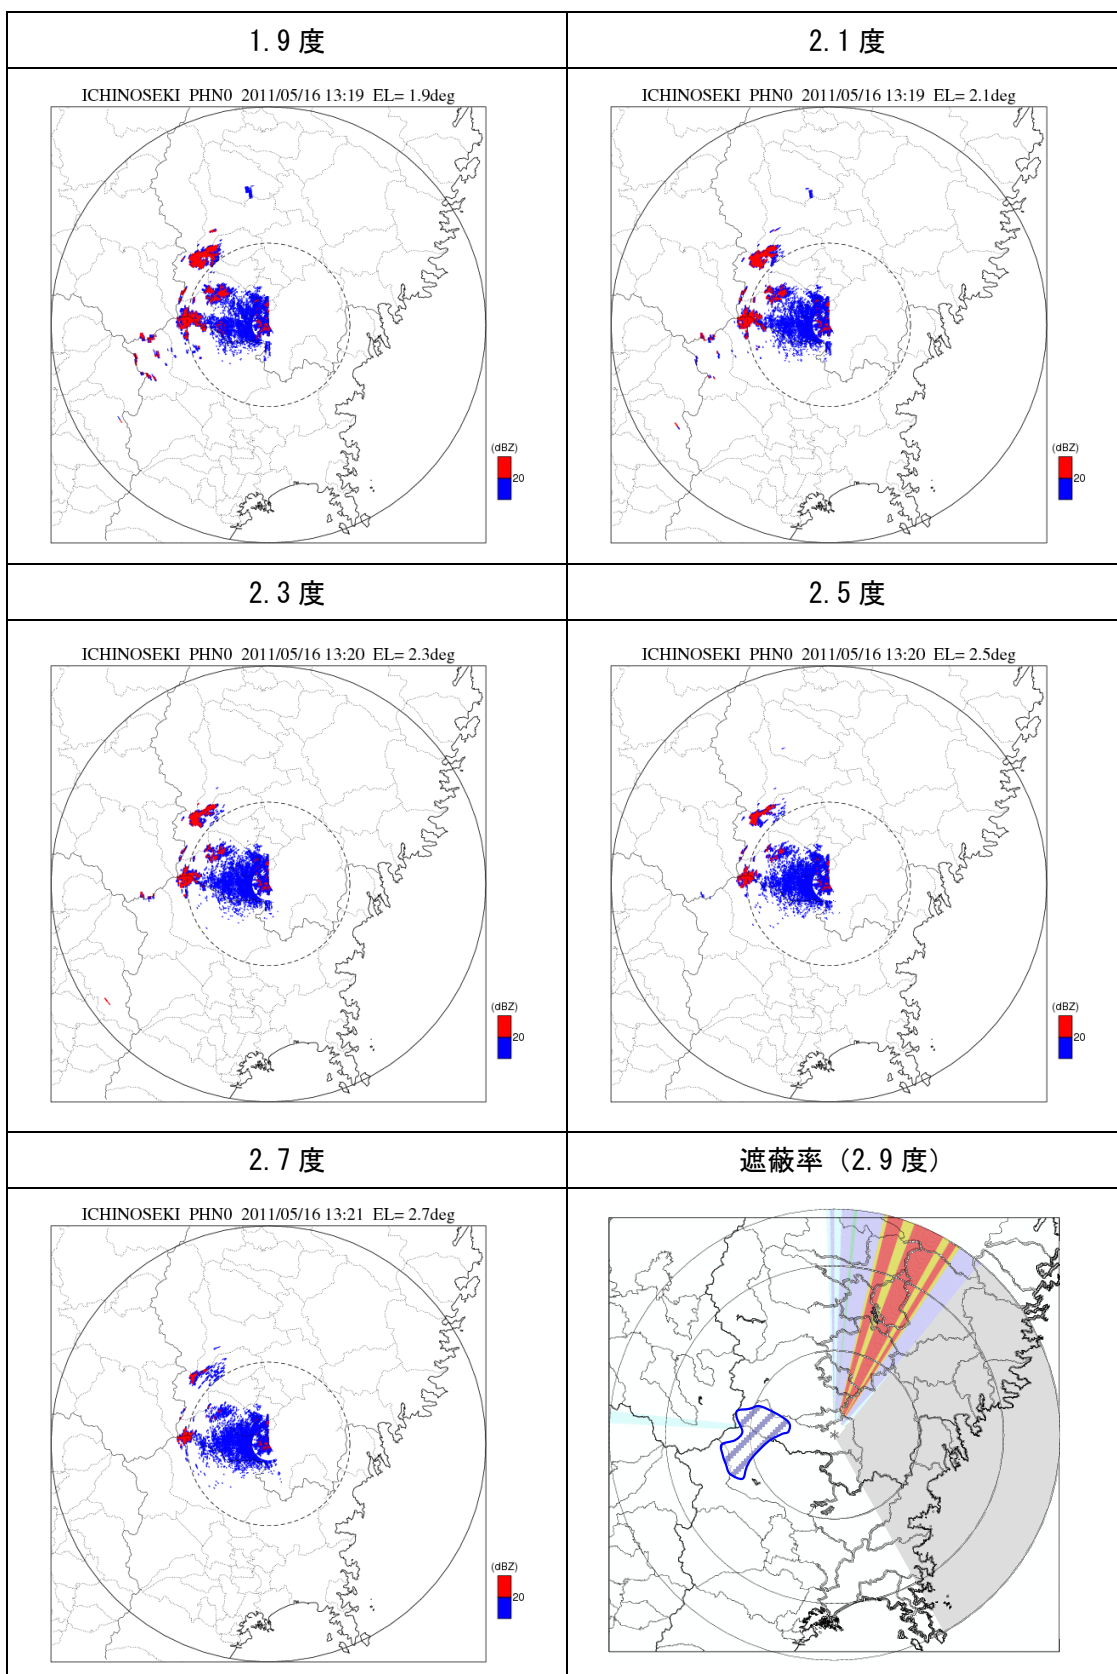 1.9度
2.1度
ICHINOSEKI PHN0 2011/05/16 13:19 EL= 1.9deg
(dBZ)
20
ICHINOSEKI PHN0 2011/05/16 13:19 EL= 2.1deg
(dBZ)
20
2.3度
2.5度
ICHINOSEKI PHN0 2011/05/16 13:20 EL= 2.3deg
(dBZ)
20
ICHINOSEKI PHN0 2011/05/16 13:20 EL= 2.5deg
(dBZ)
20
2.7度
遮蔽率（2.9度）
ICHINOSEKI PHN0 2011/05/16 13:21 EL= 2.7deg
(dBZ)
20